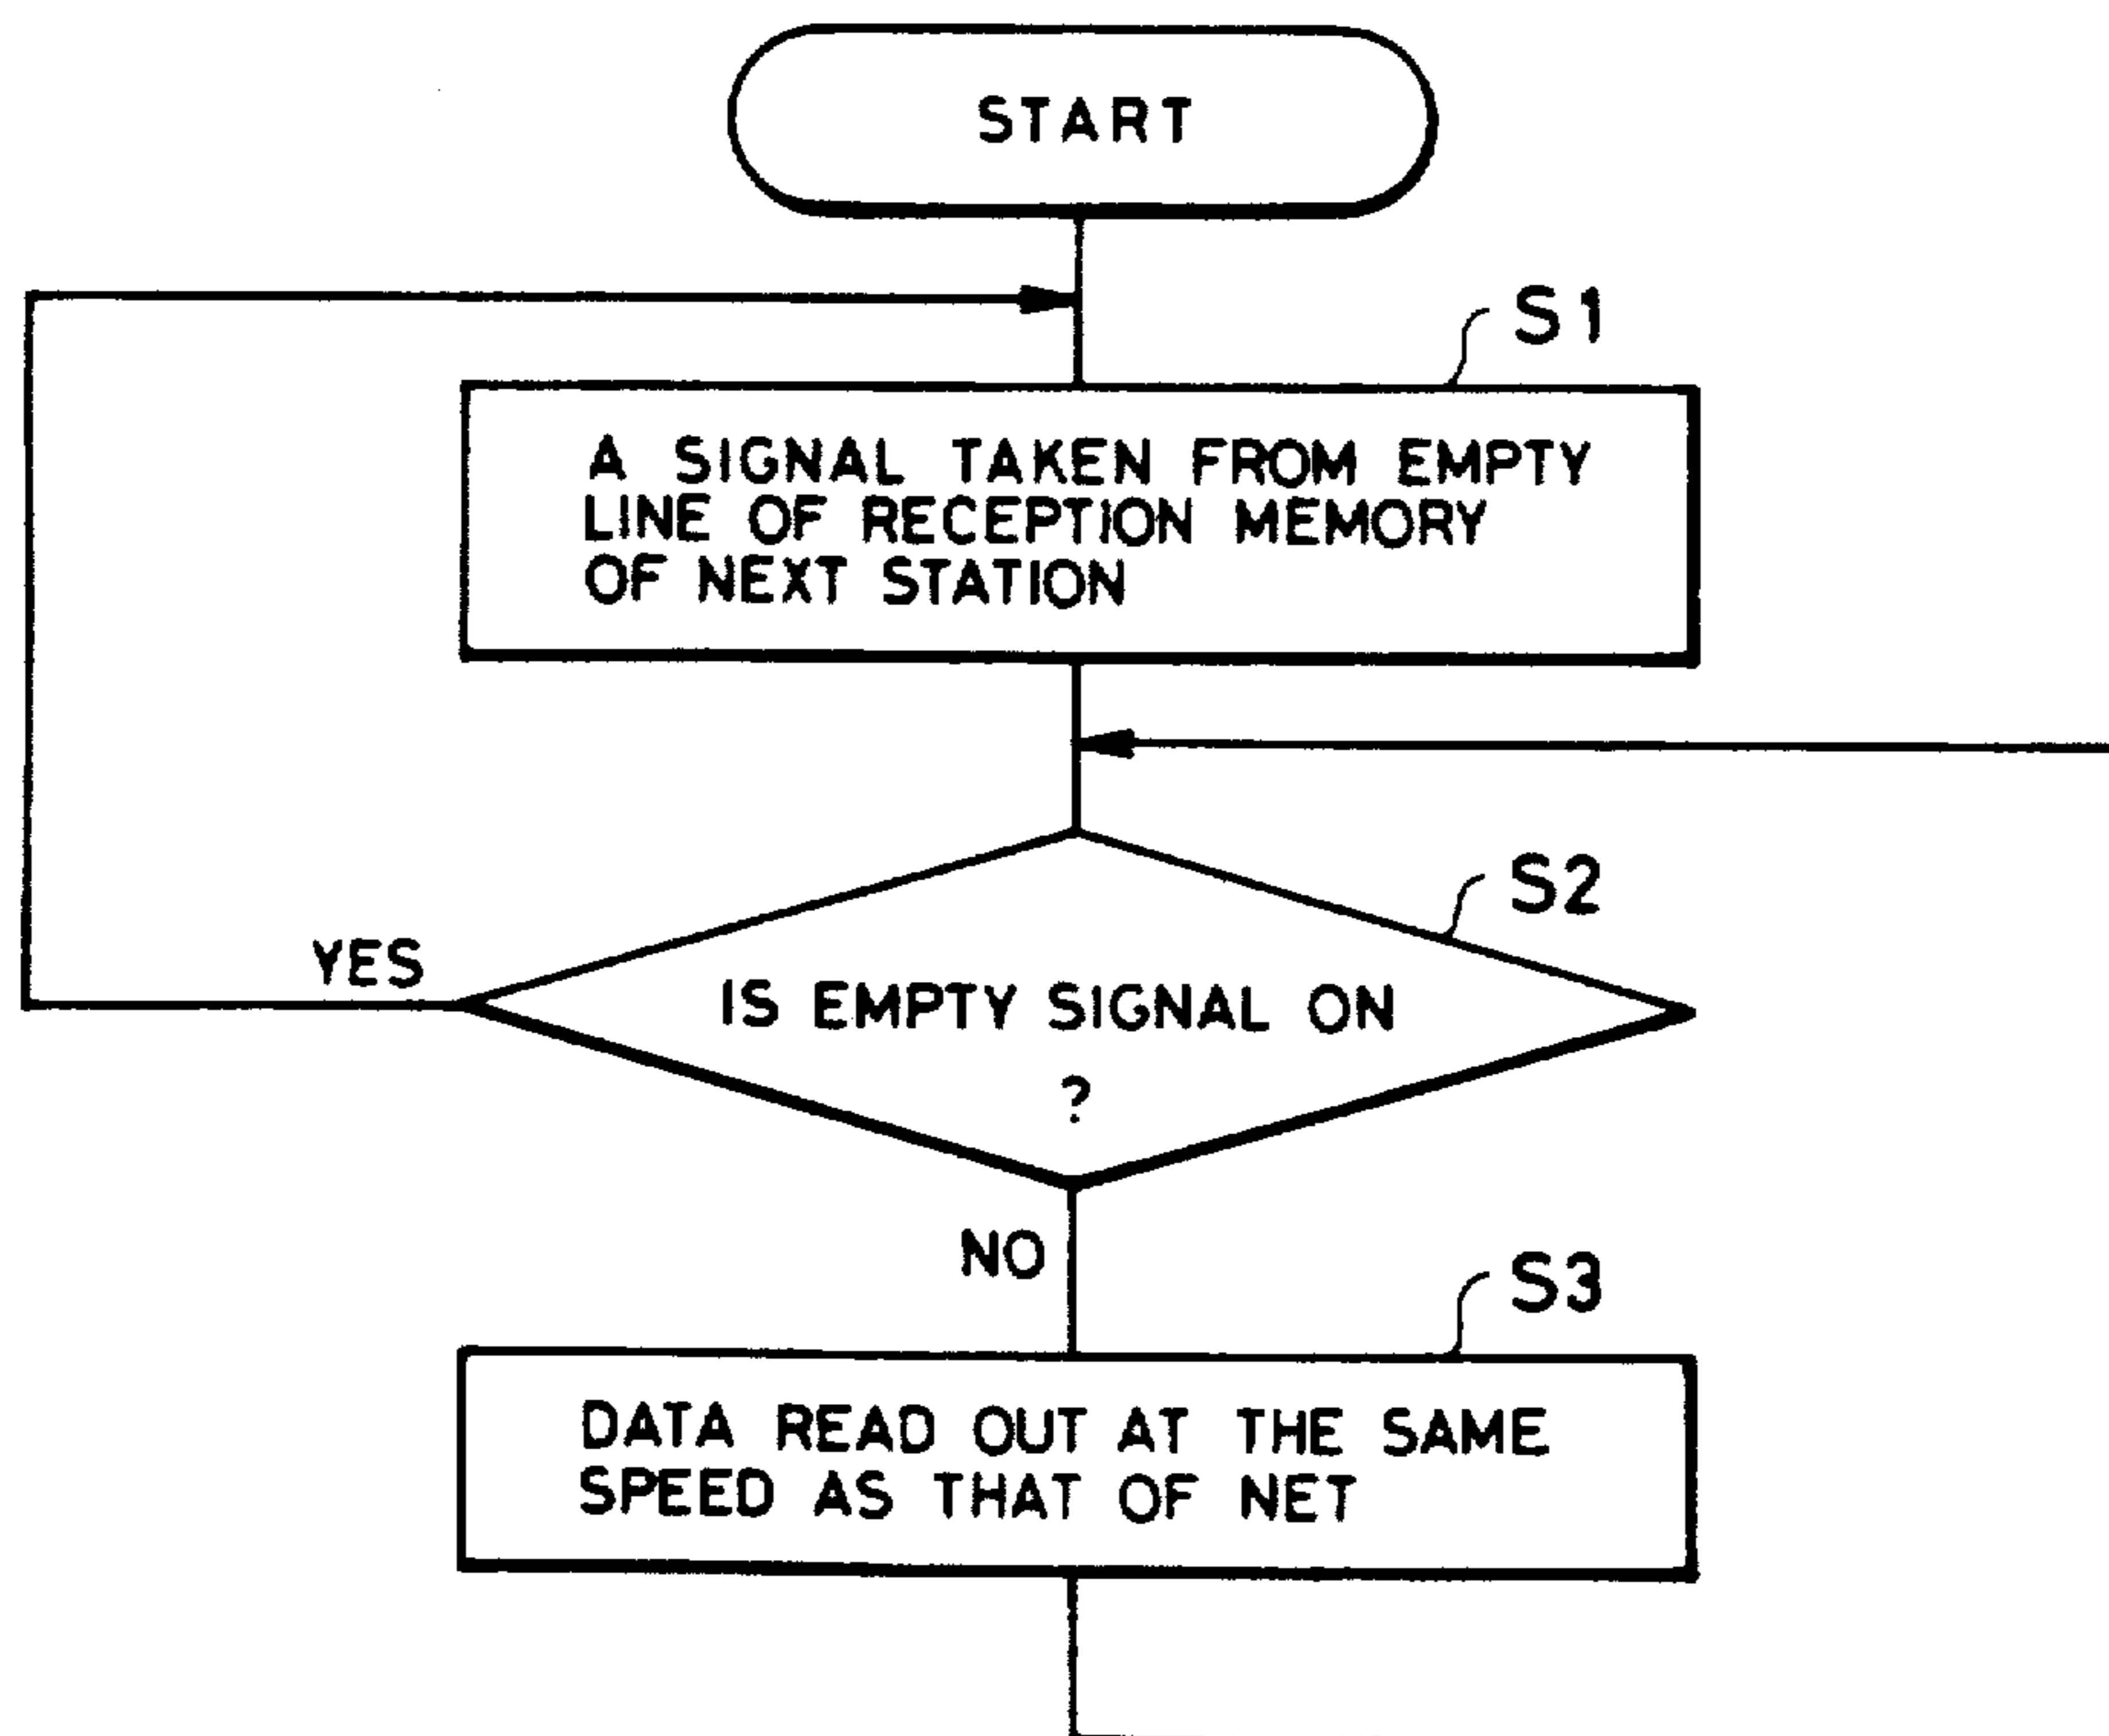 START
S1
A SIGNAL TAKEN FROM EMPTY
LINE OF RECEPTION MEMORY
OF NEXT STATION
S2
YES
IS EMPTY SIGNAL ON
?
NO
S3
DATA READ OUT AT THE SAME
SPEED AS THAT OF NET